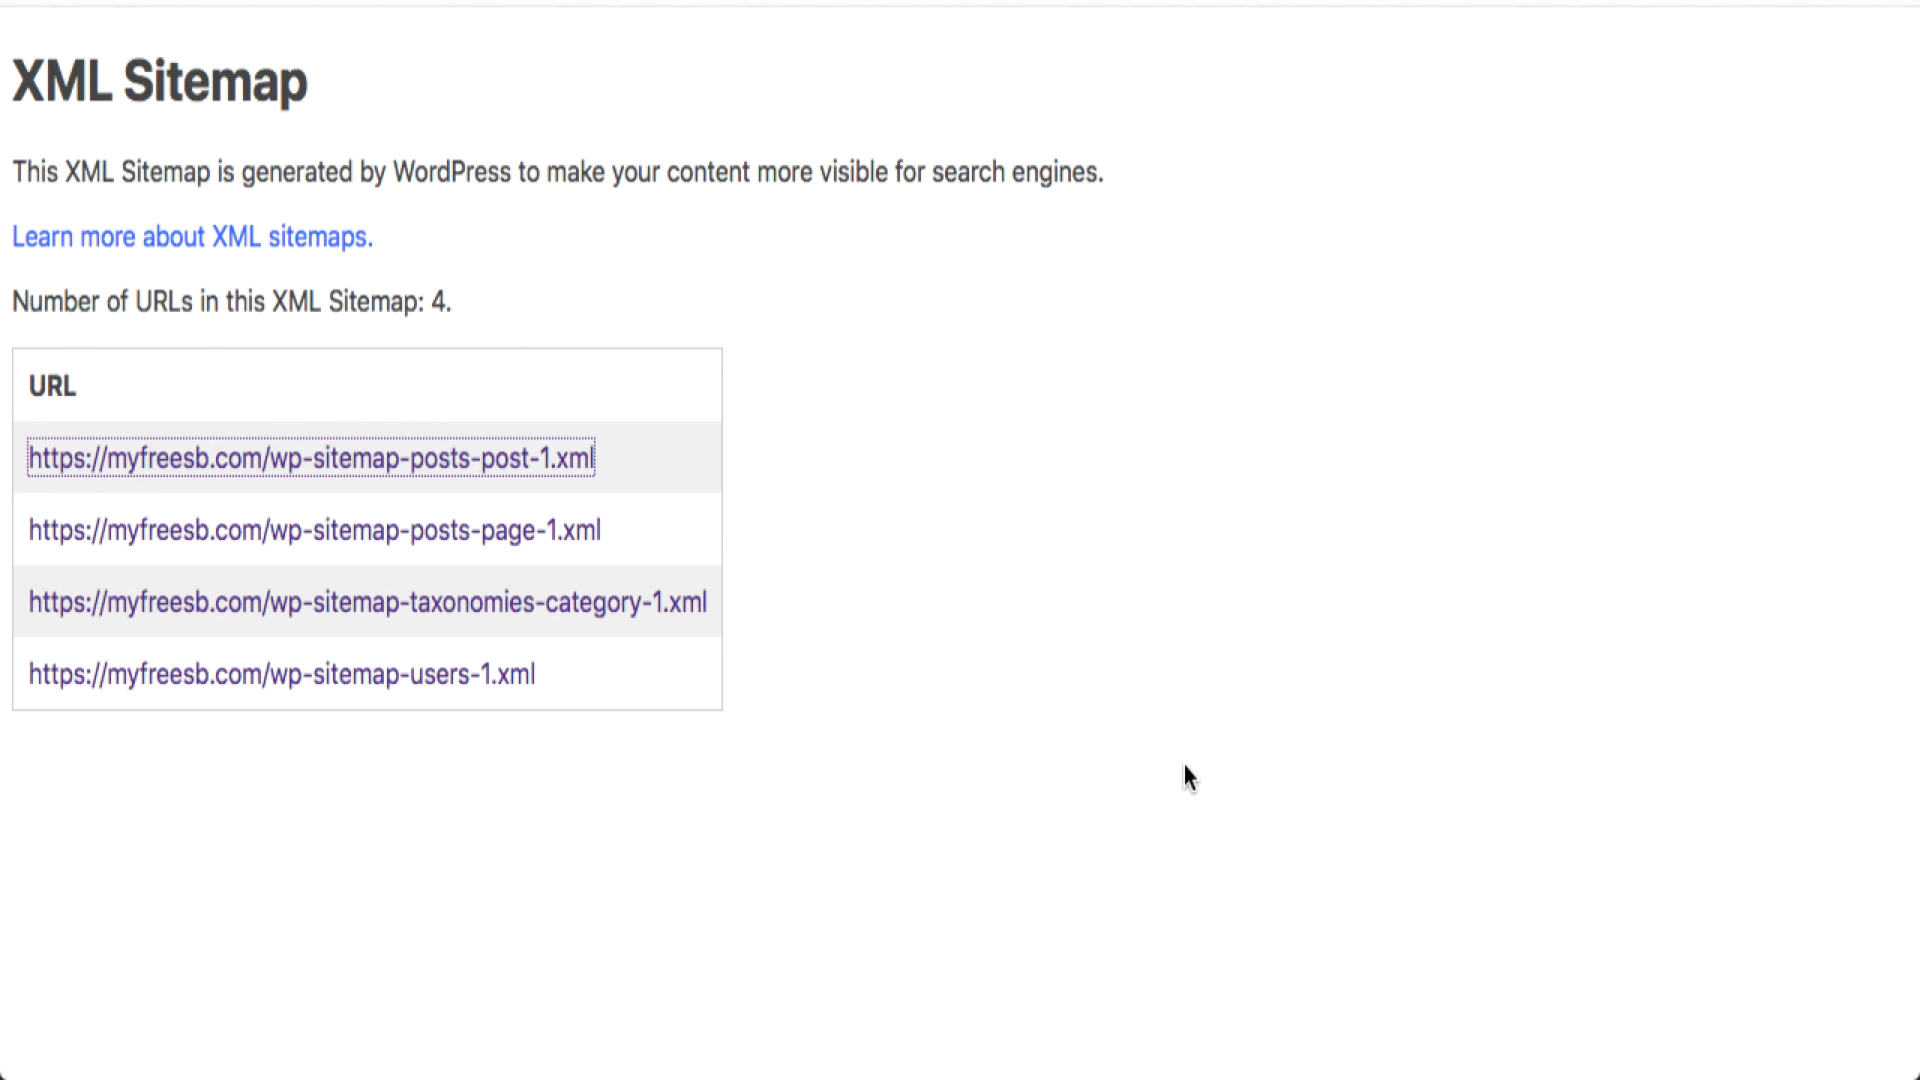 XML Sitemap
This XML Sitemap is generated by WordPress to make your content more visible for search engines.
Learn more about XML sitemaps.
Number of URLs in this XML Sitemap: 4.
URL
https://myfreesb.com/wp-sitemap-posts-post-1.xml
https://myfreesb.com/wp-sitemap-posts-page-1.xml
https://myfreesb.com/wp-sitemap-taxonomies-category-1.xml
https://myfreesb.com/wp-sitemap-users-1.xml